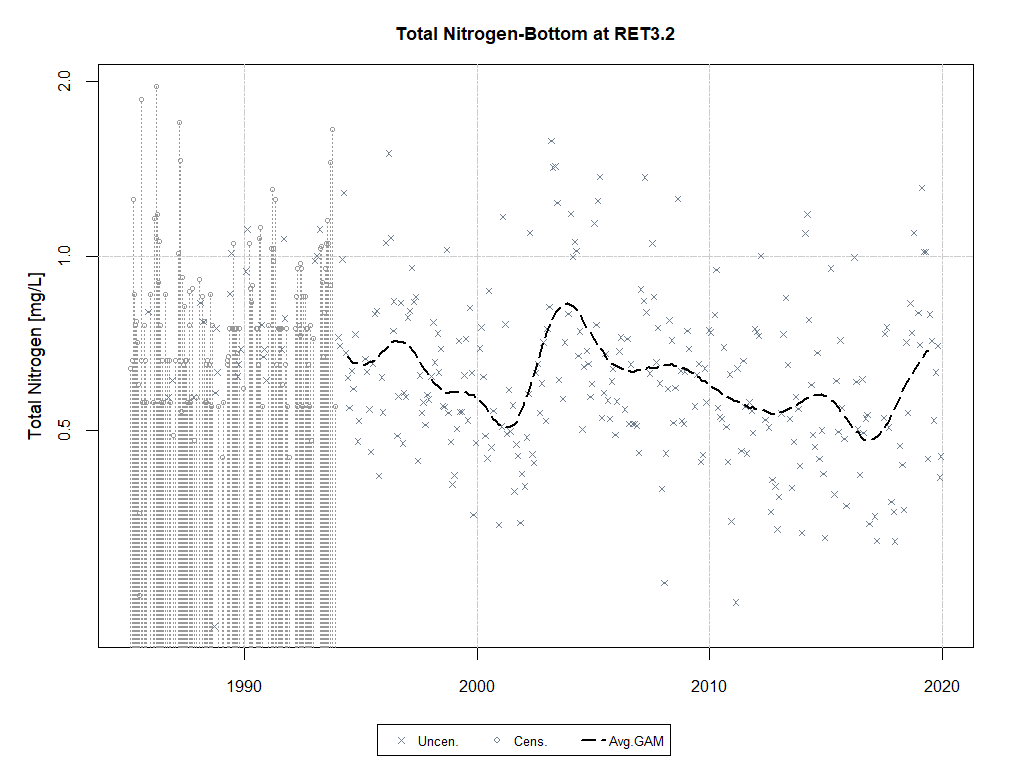 Total Nitrogen-Bottom at RET3.2
Total Nitrogen [mg/L]
2.0
1.0
0.5
1990 2000 2010 2020
Uncen. Cens. Avg.GAM